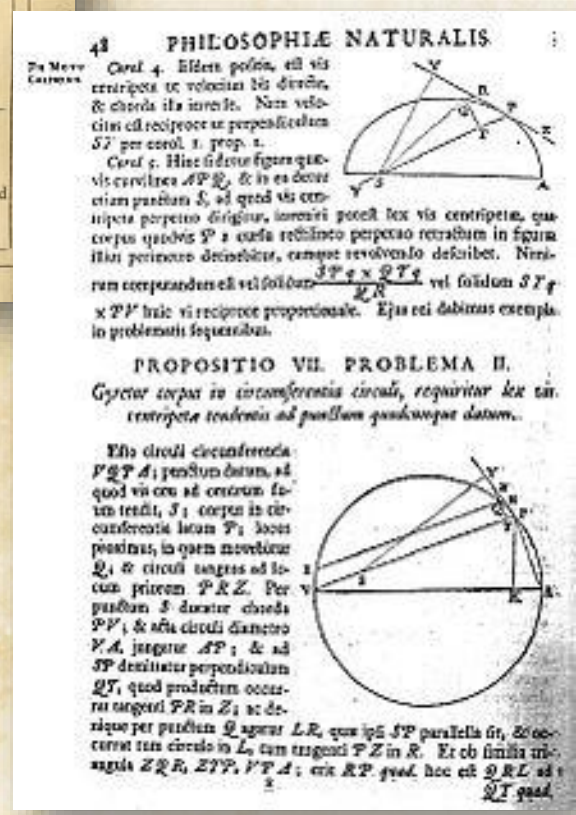 48 PHILOSOPHIÆ NATURALIS
De Motu
Corporum
Corol. 4. Iisdem positis, est vis
centripeta ut velocitas bis directe,
& chorda illa inverse. Nam velo-
citas est reciproce ut perpendiculum
ST per corol. 1. prop. 1.
Corol. 5. Hinc si detur figura quæ-
vis curvilinea APQ, & in ea detur
etiam punctum S, ad quod vis cen-
tripeta perpetuo dirigitur, inveniri potest lex vis centripetæ, qua
corpus quodvis P a cursu rectilineo perpetuo retractum in figuræ
illius perimetro detinebitur, eamque revolvendo describet. Nimi-
rum computandum est vel solidum STq × QTq / QR vel solidum STq
× PV huic vi reciproce proportionale. Ejus rei dabimus exempla
in problematis sequentibus.
PROPOSITIO VII. PROBLEMA II.
Gyretur corpus in circumferentia circuli, requiritur lex vis
centripetæ tendentis ad punctum quodcunque datum.
Esto circuli circumferentia
VQPA; punctum datum, ad
quod vis ceu ad centrum su-
um tendit, S; corpus in cir-
cumferentia latum P; locus
proximus, in quem movebitur
Q; & circuli tangens ad lo-
cum priorem PRZ. Per
punctum S ducatur chorda
PV; & acta circuli diametro
VA, jungatur AP; & ad
SP demittatur perpendiculum
QT, quod productum occur-
rat tangenti PR in Z; ac de-
nique per punctum Q agatur LR, quæ ipsi SP parallela sit, & oc-
currat tum circulo in L, tum tangenti PZ in R. Et ob similia tri-
angula ZQR, ZTP, VPA; erit RP quad. hoc est QRL ad
QT quad.